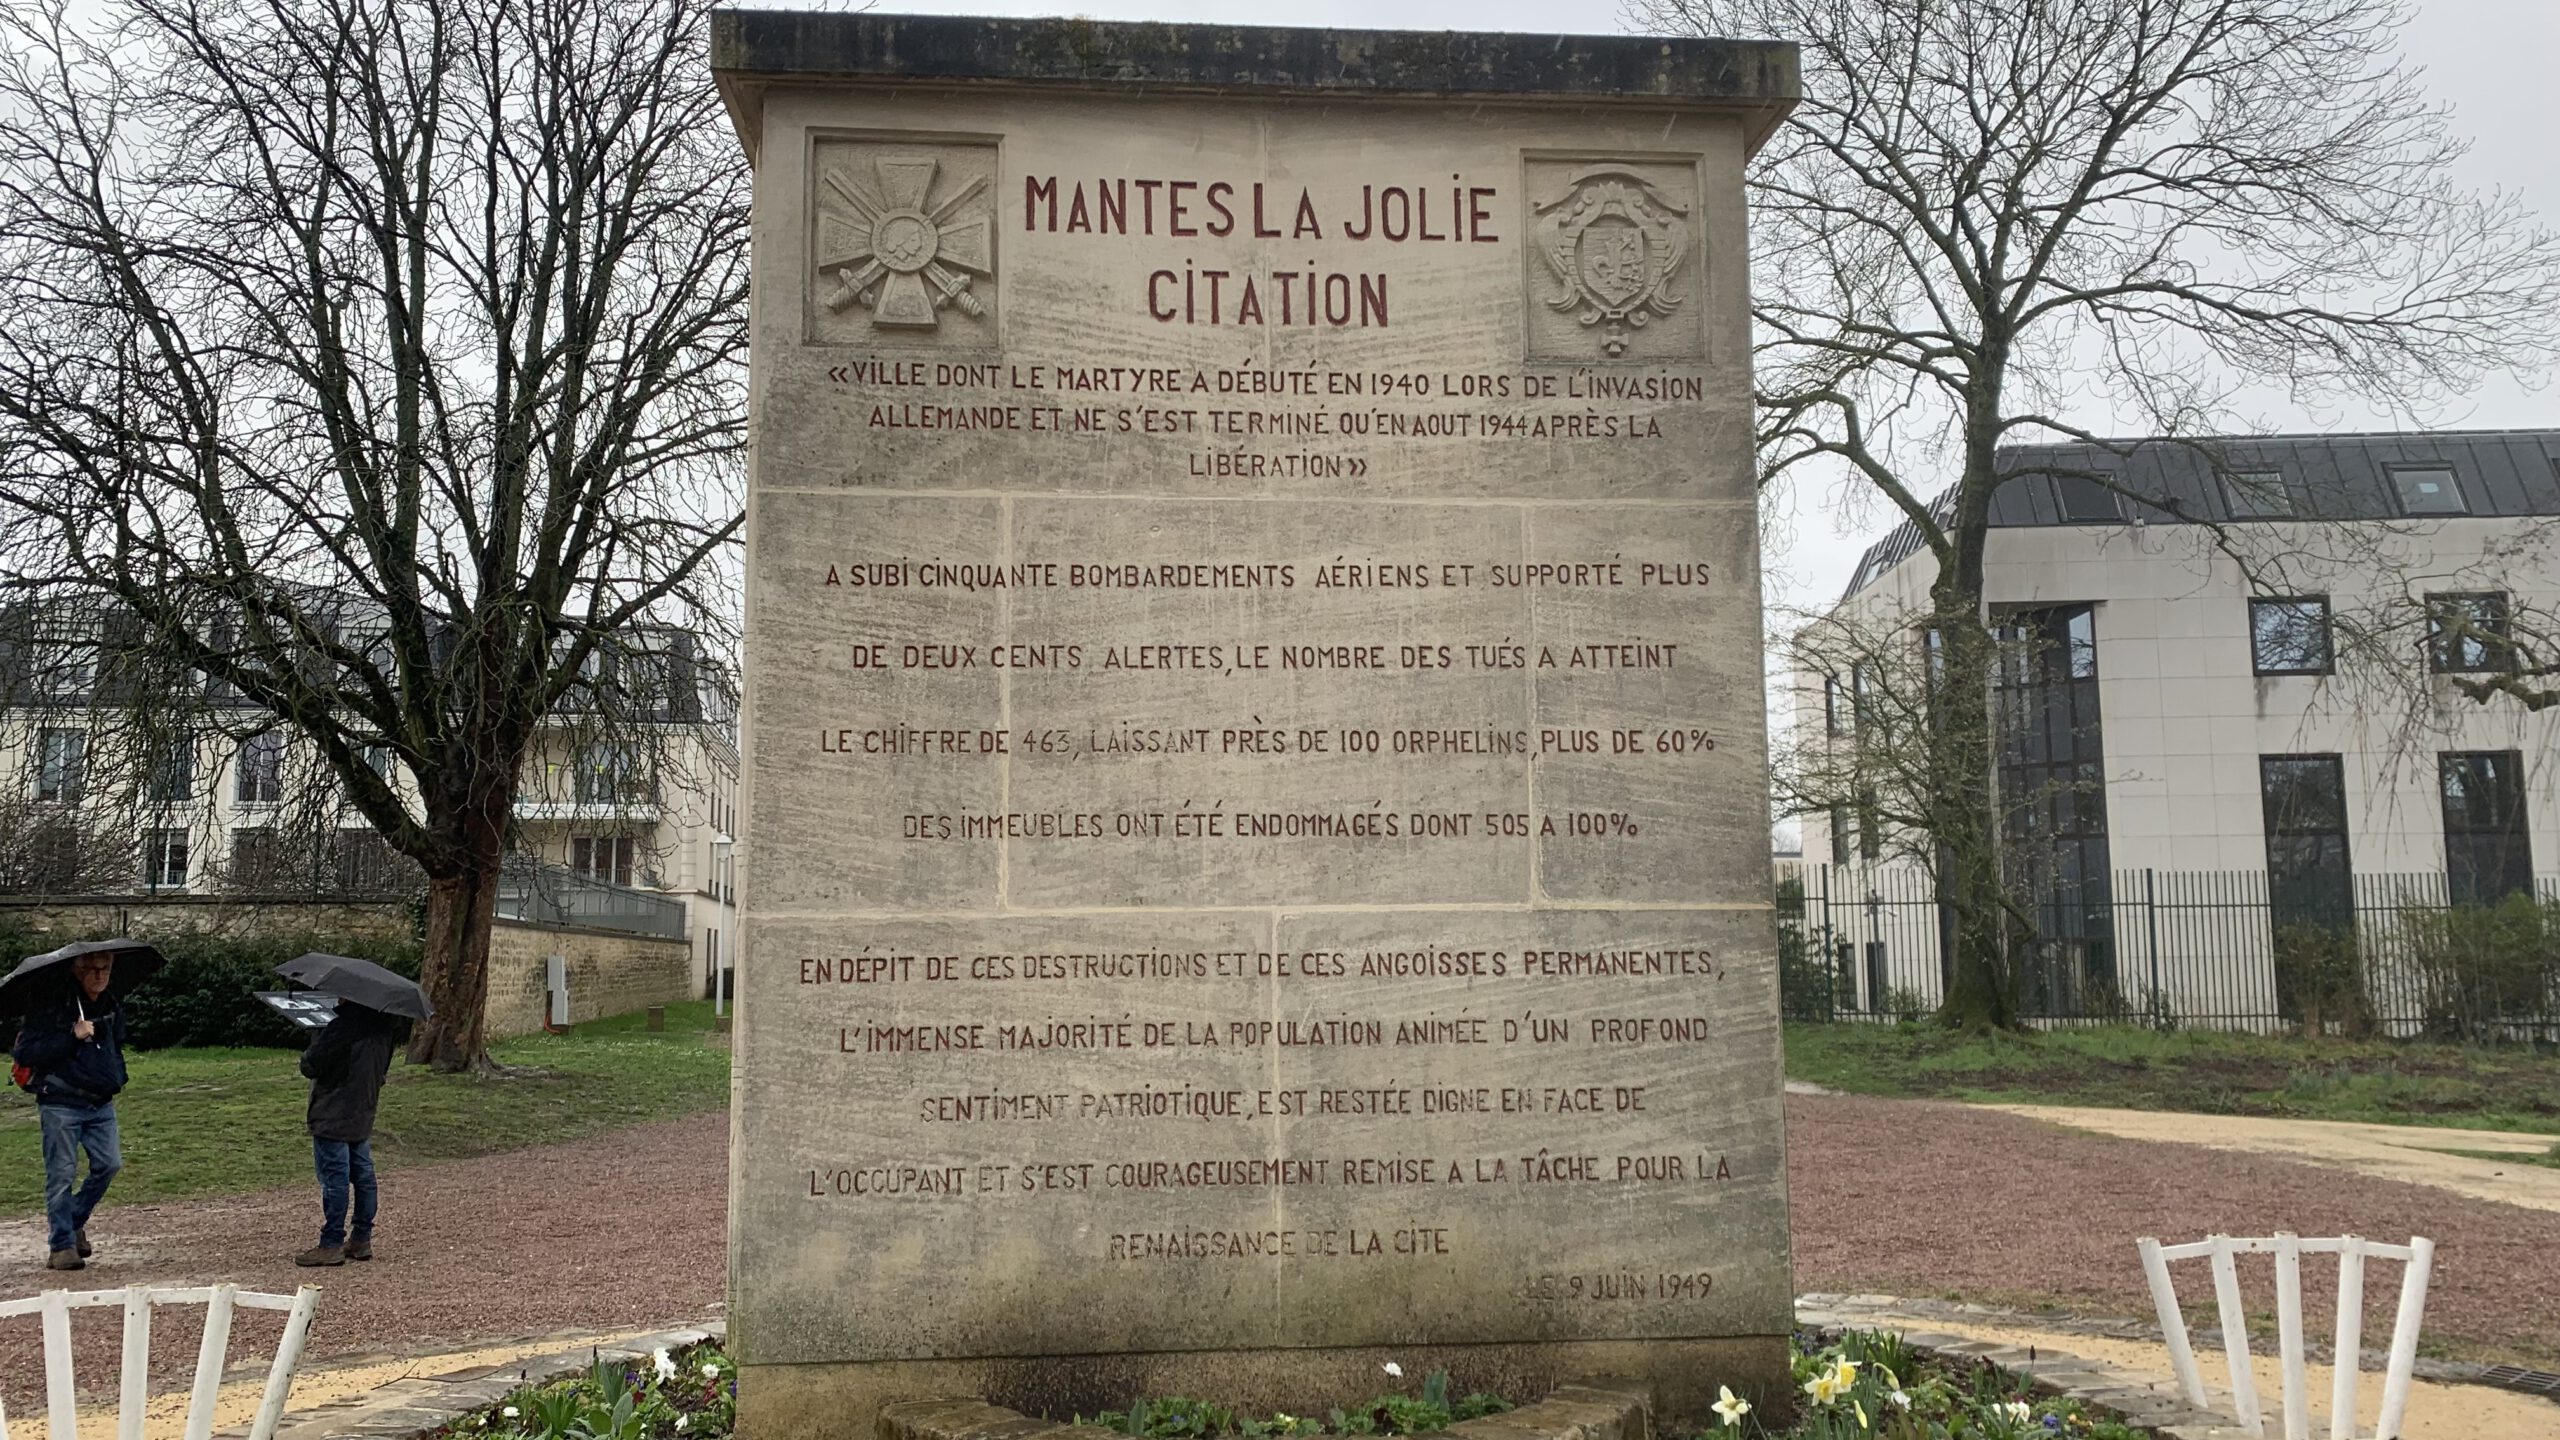 MANTES LA JOLIE
CITATION
«VILLE DONT LE MARTYRE A DÉBUTÉ EN 1940 LORS DE L'INVASION
ALLEMANDE ET NE S'EST TERMINÉ QU'EN AOUT 1944 APRÈS LA
LIBÉRATION»
A SUBI CINQUANTE BOMBARDEMENTS AÉRIENS ET SUPPORTÉ PLUS
DE DEUX CENTS ALERTES, LE NOMBRE DES TUÉS A ATTEINT
LE CHIFFRE DE 463, LAISSANT PRÈS DE 100 ORPHELINS, PLUS DE 60%
DES IMMEUBLES ONT ÉTÉ ENDOMMAGÉS DONT 505 A 100%
EN DÉPIT DE CES DESTRUCTIONS ET DE CES ANGOISSES PERMANENTES,
L'IMMENSE MAJORITÉ DE LA POPULATION ANIMÉE D'UN PROFOND
SENTIMENT PATRIOTIQUE, EST RESTÉE DIGNE EN FACE DE
L'OCCUPANT ET S'EST COURAGEUSEMENT REMISE A LA TÂCHE POUR LA
RENAISSANCE DE LA CITE
LE 9 JUIN 1949